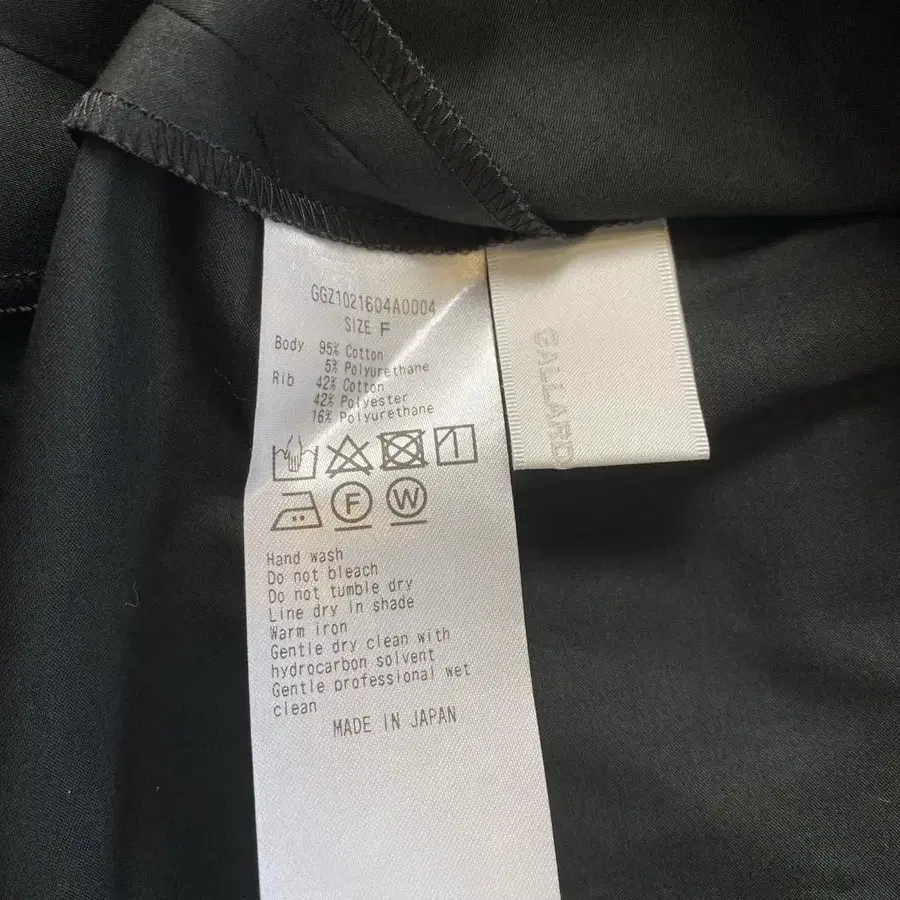 GGZ1021604A0004
SIZE F
Body 95% Cotton
5% Polyurethane
Rib 42% Cotton
42% Polyester
16% Polyurethane
F W
Hand wash
Do not bleach
Do not tumble dry
Line dry in shade
Warm iron
Gentle dry clean with
hydrocarbon solvent
Gentle professional wet
clean
MADE IN JAPAN